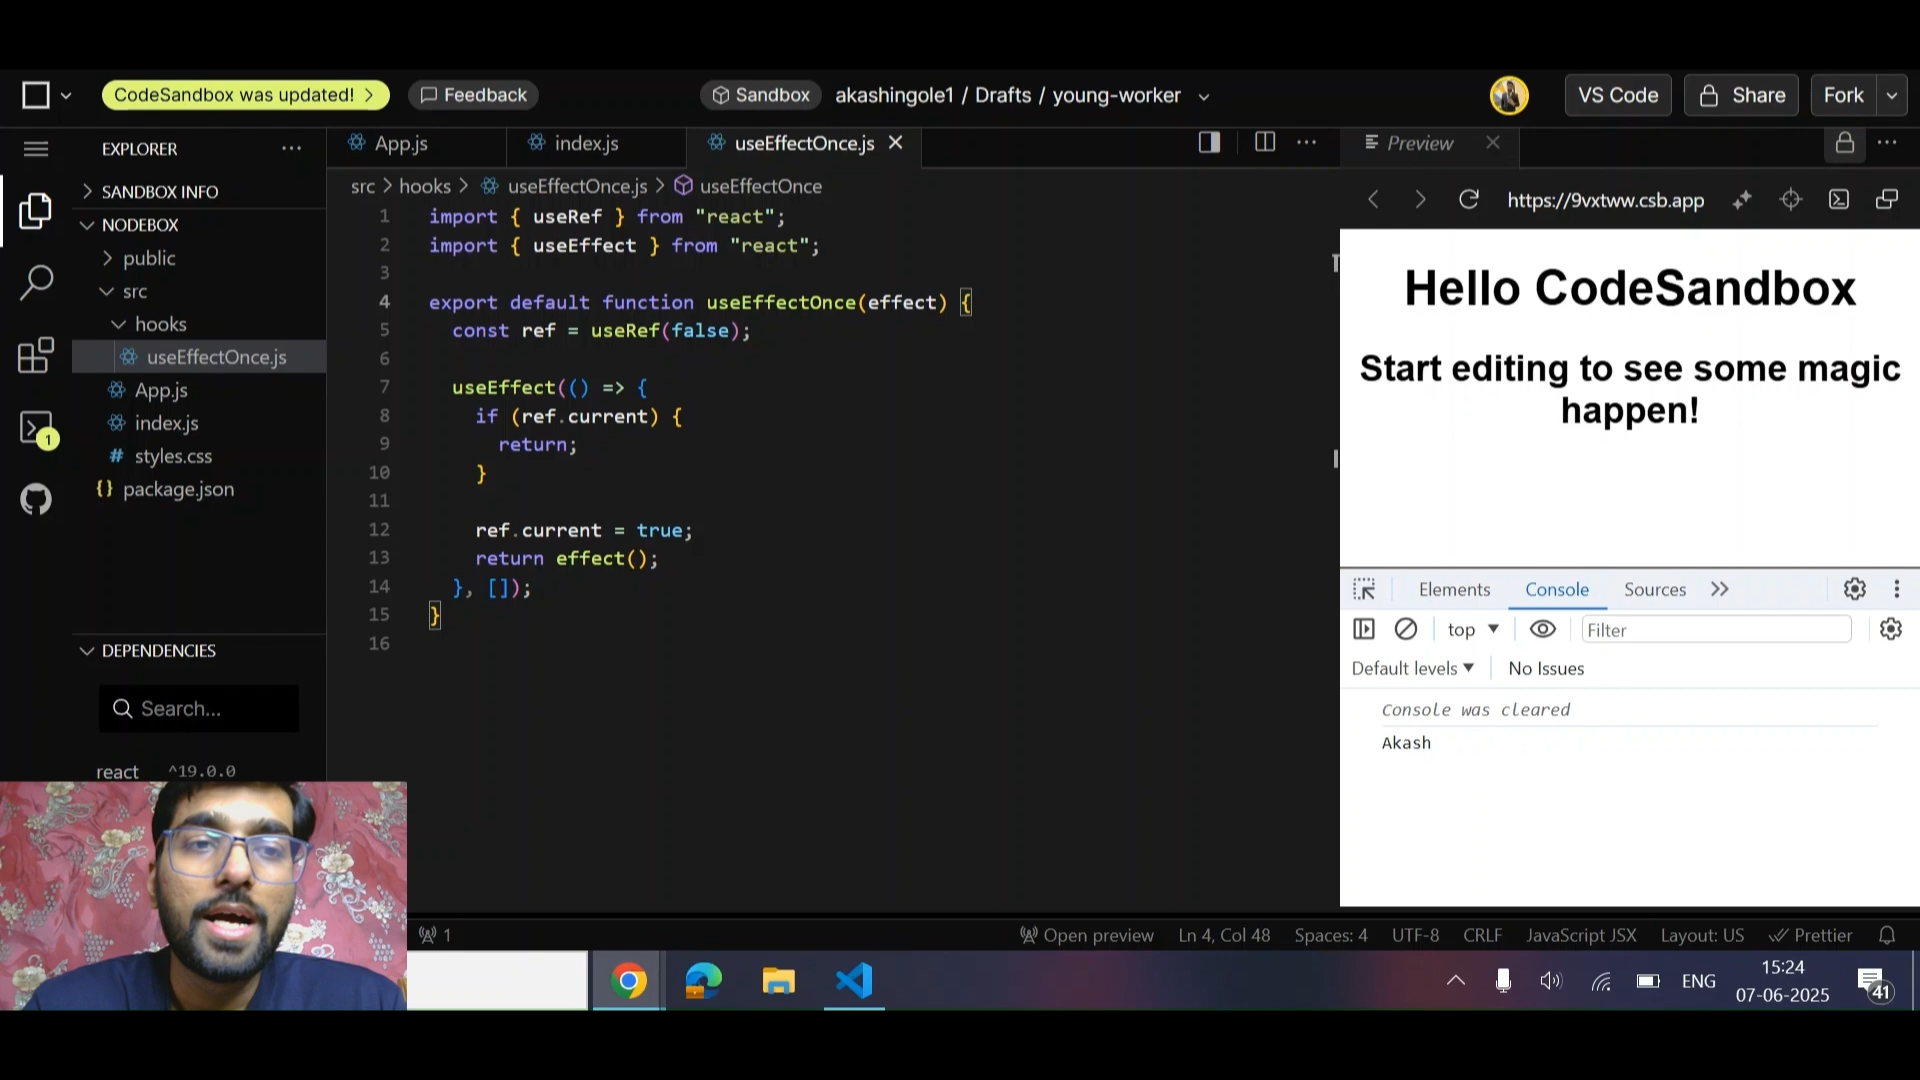 CodeSandbox was updated!
Feedback
Sandbox
akashingole1 / Drafts / young-worker
VS Code
Share
Fork
EXPLORER
SANDBOX INFO
NODEBOX
public
src
hooks
useEffectOnce.js
App.js
index.js
# styles.css
{} package.json
1
DEPENDENCIES
Search...
react ^19.0.0
App.js
index.js
useEffectOnce.js
src > hooks > useEffectOnce.js > useEffectOnce
1 import { useRef } from "react";
2 import { useEffect } from "react";
3
4 export default function useEffectOnce(effect) {
5 const ref = useRef(false);
6
7 useEffect(() => {
8 if (ref.current) {
9 return;
10 }
11
12 ref.current = true;
13 return effect();
14 }, []);
15 }
16
Preview
https://9vxtww.csb.app
Hello CodeSandbox
Start editing to see some magic
happen!
Elements
Console
Sources
top
Filter
Default levels
No Issues
Console was cleared
Akash
1
Open preview
Ln 4, Col 48
Spaces: 4
UTF-8
CRLF
JavaScript JSX
Layout: US
Prettier
ENG
15:24
07-06-2025
41